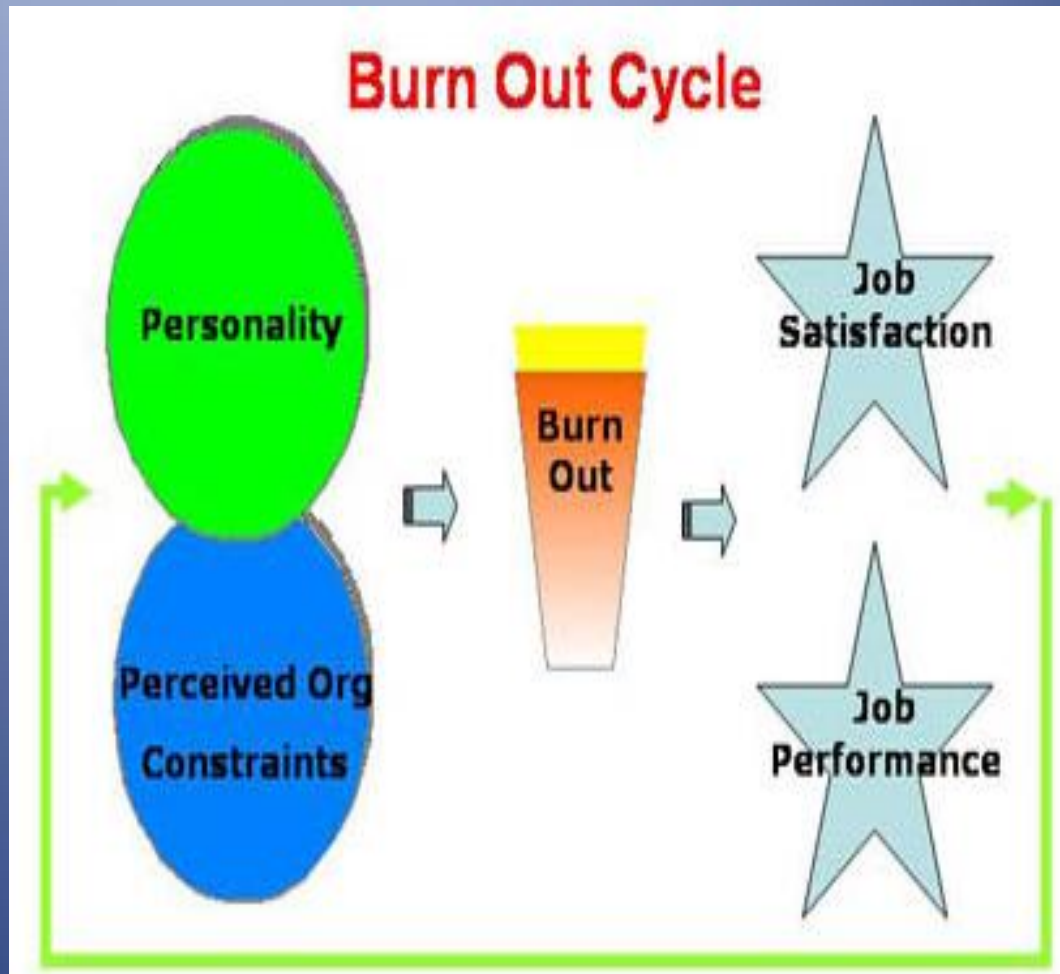 Burn Out Cycle
Personality
Perceived Org
Constraints
Burn
Out
Job
Satisfaction
Job
Performance